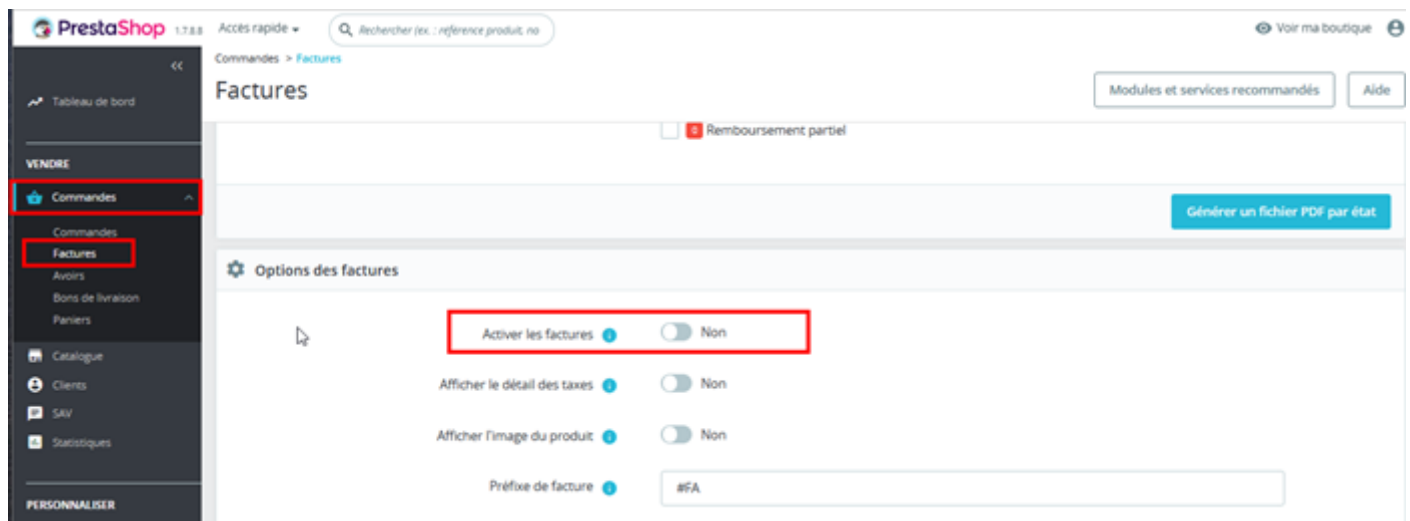 PrestaShop 1.7.8.8 Accès rapide Rechercher (ex. : référence produit, no Voir ma boutique
Commandes > Factures
Factures
Modules et services recommandés Aide
Tableau de bord
VENDRE
Commandes
Commandes
Factures
Avoirs
Bons de livraison
Paniers
Catalogue
Clients
SAV
Statistiques
PERSONNALISER
0 Remboursement partiel
Générer un fichier PDF par état
Options des factures
Activer les factures Non
Afficher le détail des taxes Non
Afficher l'image du produit Non
Préfixe de facture #FA